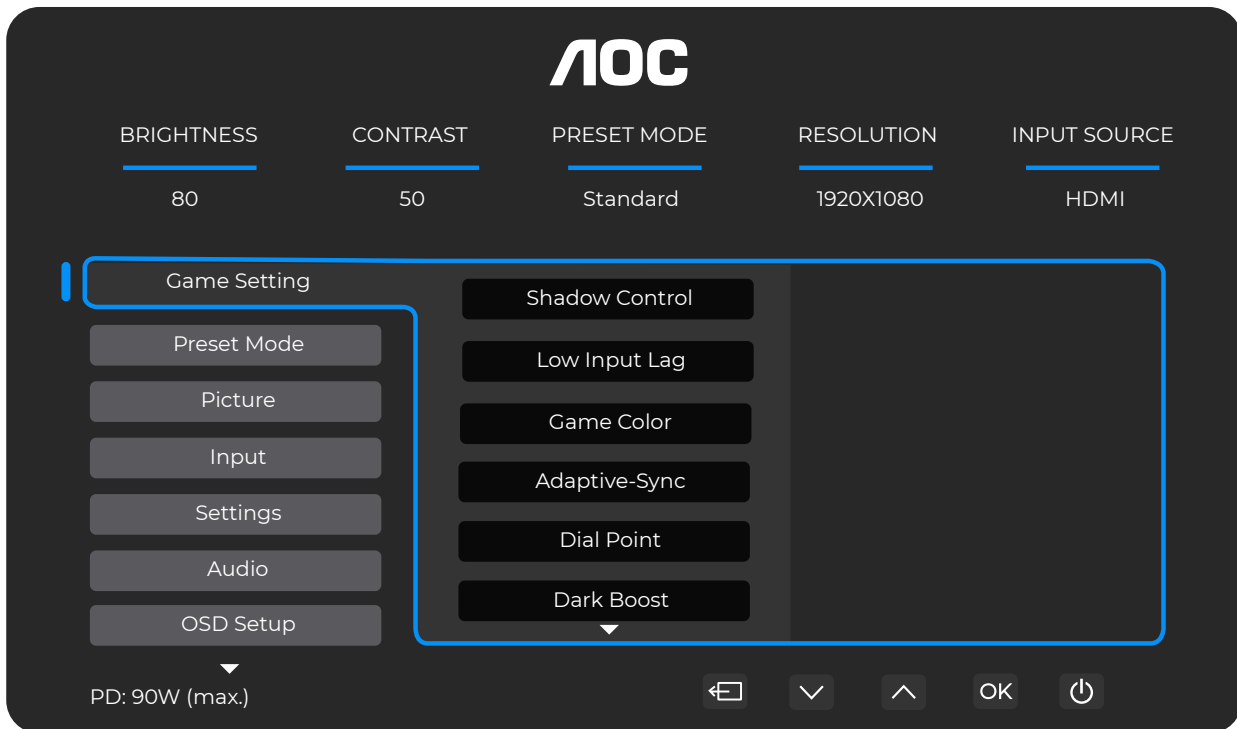 AOC
BRIGHTNESS CONTRAST PRESET MODE RESOLUTION INPUT SOURCE
80 50 Standard 1920X1080 HDMI
Game Setting
Preset Mode
Picture
Input
Settings
Audio
OSD Setup
Shadow Control
Low Input Lag
Game Color
Adaptive-Sync
Dial Point
Dark Boost
PD: 90W (max.)
OK